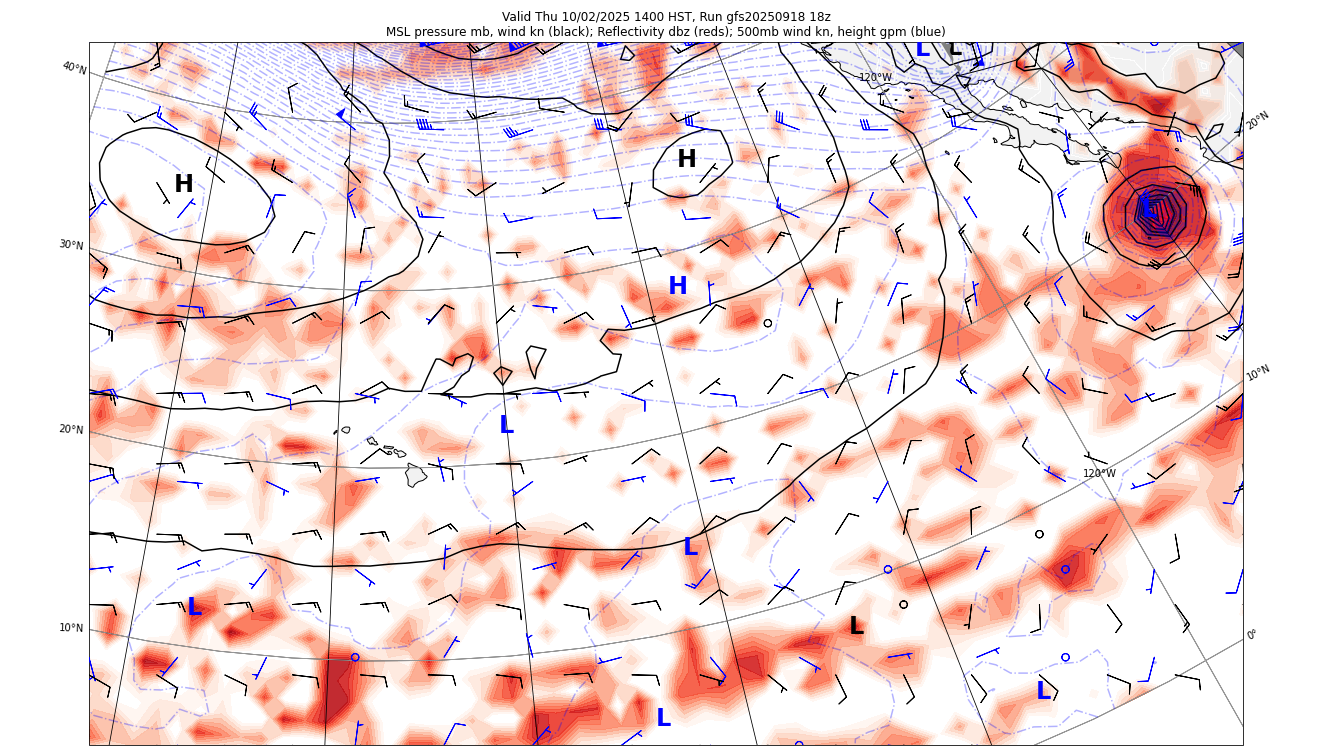 Valid Thu 10/02/2025 1400 HST, Run gfs20250918 18z
MSL pressure mb, wind kn (black); Reflectivity dbz (reds); 500mb wind kn, height gpm (blue)
L L
40°N
120°W
20°N
H
H
L
30°N
H
10°N
20°N
L
120°W
L
L
10°N
L
0°
L
L